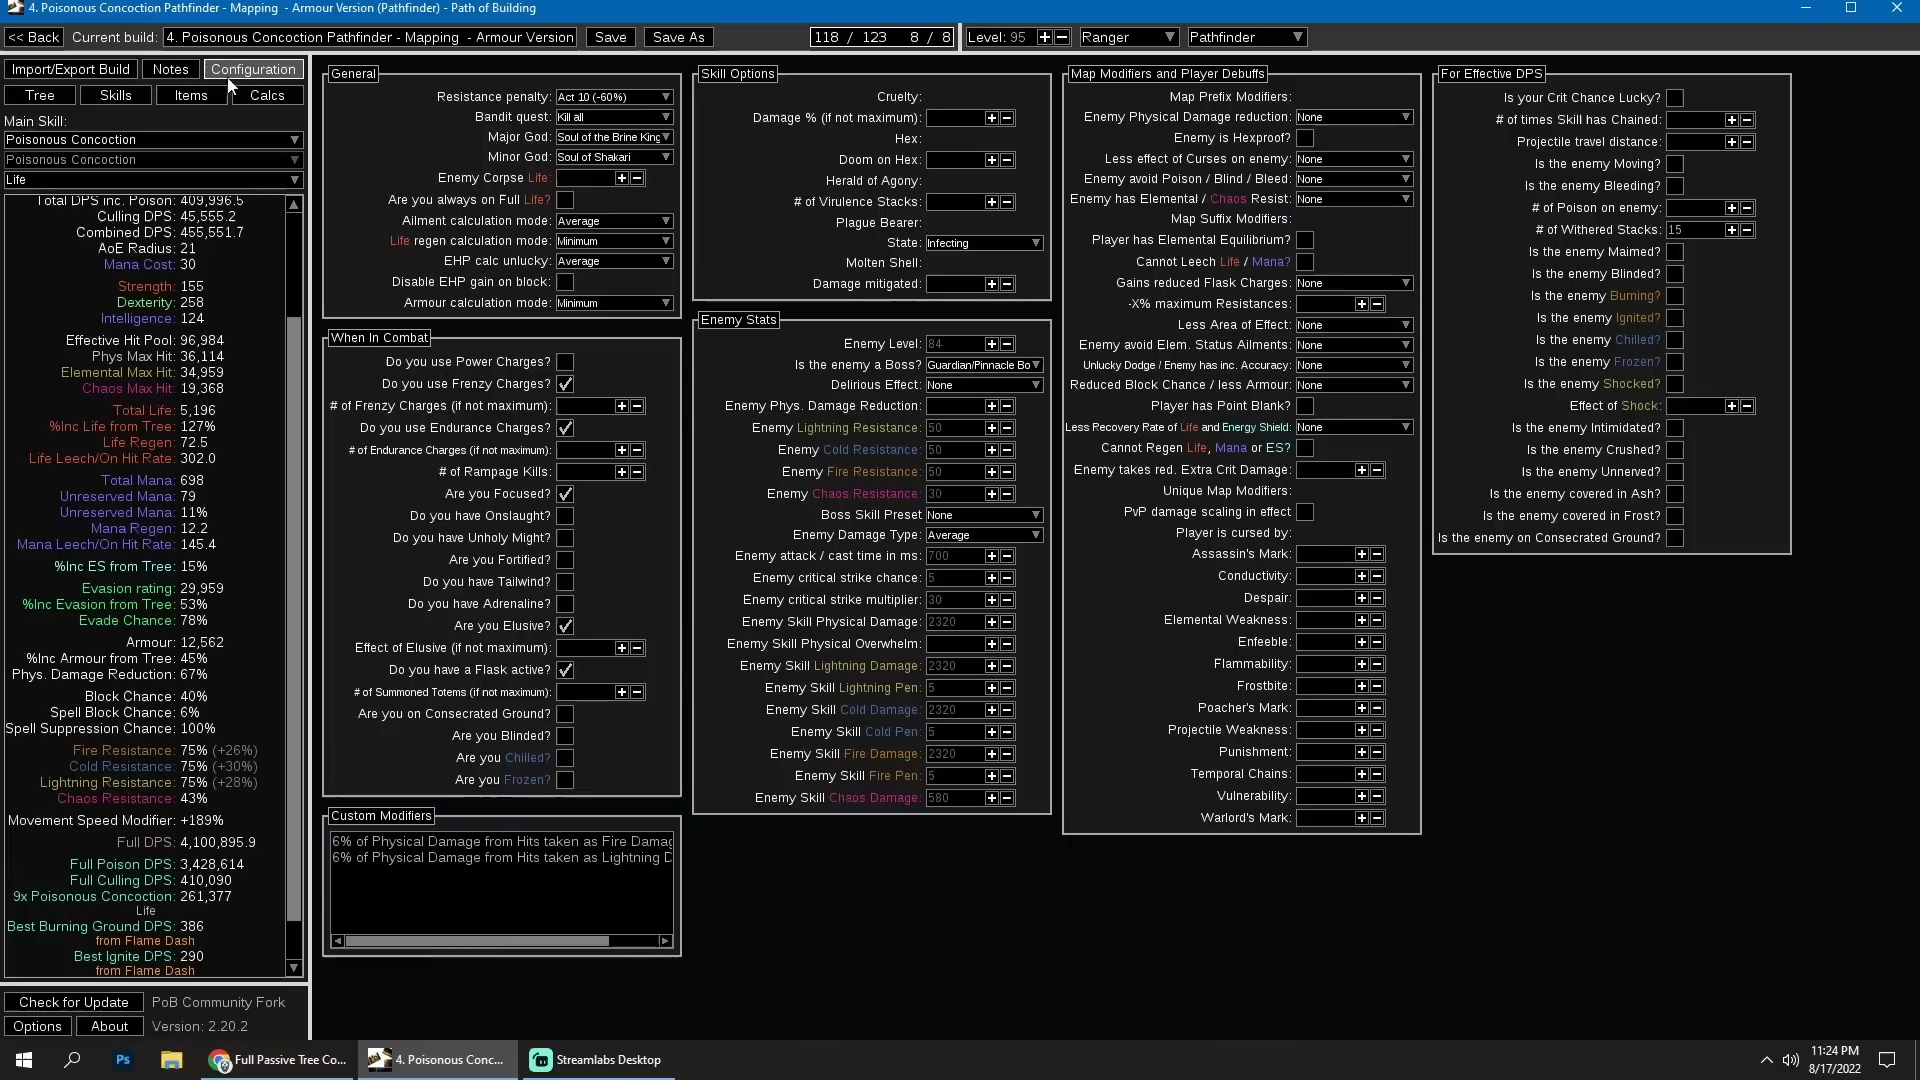 4. Poisonous Concoction Pathfinder - Mapping - Armour Version (Pathfinder) - Path of Building
<< Back
Current build:
4. Poisonous Concoction Pathfinder - Mapping - Armour Version
Save
Save As
118 / 123 8 / 8
Level: 95
Ranger
Pathfinder
Import/Export Build
Notes
Configuration
Tree
Skills
Items
Calcs
Main Skill:
Poisonous Concoction
Poisonous Concoction
Life
Total DPS inc. Poison: 409,996.5
Culling DPS: 45,555.2
Combined DPS: 455,551.7
AoE Radius: 21
Mana Cost: 30
Strength: 155
Dexterity: 258
Intelligence: 124
Effective Hit Pool: 96,984
Phys Max Hit: 36,114
Elemental Max Hit: 34,959
Chaos Max Hit: 19,368
Total Life: 5,196
%Inc Life from Tree: 127%
Life Regen: 72.5
Life Leech/On Hit Rate: 302.0
Total Mana: 698
Unreserved Mana: 79
Unreserved Mana: 11%
Mana Regen: 12.2
Mana Leech/On Hit Rate: 145.4
%Inc ES from Tree: 15%
Evasion rating: 29,959
%Inc Evasion from Tree: 53%
Evade Chance: 78%
Armour: 12,562
%Inc Armour from Tree: 45%
Phys. Damage Reduction: 67%
Block Chance: 40%
Spell Block Chance: 6%
Spell Suppression Chance: 100%
Fire Resistance: 75% (+26%)
Cold Resistance: 75% (+30%)
Lightning Resistance: 75% (+28%)
Chaos Resistance: 43%
Movement Speed Modifier: +189%
Full DPS: 4,100,895.9
Full Poison DPS: 3,428,614
Full Culling DPS: 410,090
9x Poisonous Concoction: 261,377
Life
Best Burning Ground DPS: 386
from Flame Dash
Best Ignite DPS: 290
from Flame Dash
Check for Update
PoB Community Fork
Options
About
Version: 2.20.2
General
Resistance penalty: Act 10 (-60%)
Bandit quest: Kill all
Major God: Soul of the Brine King
Minor God: Soul of Shakari
Enemy Corpse Life:
Are you always on Full Life?
Ailment calculation mode: Average
Life regen calculation mode: Minimum
EHP calc unlucky: Average
Disable EHP gain on block:
Armour calculation mode: Minimum
When In Combat
Do you use Power Charges?
Do you use Frenzy Charges?
# of Frenzy Charges (if not maximum):
Do you use Endurance Charges?
# of Endurance Charges (if not maximum):
# of Rampage Kills:
Are you Focused?
Do you have Onslaught?
Do you have Unholy Might?
Are you Fortified?
Do you have Tailwind?
Do you have Adrenaline?
Are you Elusive?
Effect of Elusive (if not maximum):
Do you have a Flask active?
# of Summoned Totems (if not maximum):
Are you on Consecrated Ground?
Are you Blinded?
Are you Chilled?
Are you Frozen?
Custom Modifiers
6% of Physical Damage from Hits taken as Fire Damag
6% of Physical Damage from Hits taken as Lightning D
Skill Options
Cruelty:
Damage % (if not maximum):
Hex:
Doom on Hex:
Herald of Agony:
# of Virulence Stacks:
Plague Bearer:
State: Infecting
Molten Shell:
Damage mitigated:
Enemy Stats
Enemy Level: 84
Is the enemy a Boss? Guardian/Pinnacle Bo
Delirious Effect: None
Enemy Phys. Damage Reduction:
Enemy Lightning Resistance: 50
Enemy Cold Resistance: 50
Enemy Fire Resistance: 50
Enemy Chaos Resistance: 30
Boss Skill Preset None
Enemy Damage Type: Average
Enemy attack / cast time in ms: 700
Enemy critical strike chance: 5
Enemy critical strike multiplier: 30
Enemy Skill Physical Damage: 2320
Enemy Skill Physical Overwhelm:
Enemy Skill Lightning Damage: 2320
Enemy Skill Lightning Pen: 5
Enemy Skill Cold Damage: 2320
Enemy Skill Cold Pen: 5
Enemy Skill Fire Damage: 2320
Enemy Skill Fire Pen: 5
Enemy Skill Chaos Damage: 580
Map Modifiers and Player Debuffs
Map Prefix Modifiers:
Enemy Physical Damage reduction: None
Enemy is Hexproof?
Less effect of Curses on enemy: None
Enemy avoid Poison / Blind / Bleed: None
Enemy has Elemental / Chaos Resist: None
Map Suffix Modifiers:
Player has Elemental Equilibrium?
Cannot Leech Life / Mana?
Gains reduced Flask Charges: None
-X% maximum Resistances:
Less Area of Effect: None
Enemy avoid Elem. Status Ailments: None
Unlucky Dodge / Enemy has inc. Accuracy: None
Reduced Block Chance / less Armour: None
Player has Point Blank?
Less Recovery Rate of Life and Energy Shield: None
Cannot Regen Life, Mana or ES?
Enemy takes red. Extra Crit Damage:
Unique Map Modifiers:
PvP damage scaling in effect
Player is cursed by:
Assassin's Mark:
Conductivity:
Despair:
Elemental Weakness:
Enfeeble:
Flammability:
Frostbite:
Poacher's Mark:
Projectile Weakness:
Punishment:
Temporal Chains:
Vulnerability:
Warlord's Mark:
For Effective DPS
Is your Crit Chance Lucky?
# of times Skill has Chained:
Projectile travel distance:
Is the enemy Moving?
Is the enemy Bleeding?
# of Poison on enemy:
# of Withered Stacks: 15
Is the enemy Maimed?
Is the enemy Blinded?
Is the enemy Burning?
Is the enemy Ignited?
Is the enemy Chilled?
Is the enemy Frozen?
Is the enemy Shocked?
Effect of Shock:
Is the enemy Intimidated?
Is the enemy Crushed?
Is the enemy Unnerved?
Is the enemy covered in Ash?
Is the enemy covered in Frost?
Is the enemy on Consecrated Ground?
Ps
Full Passive Tree Co...
4. Poisonous Conc...
Streamlabs Desktop
11:24 PM
8/17/2022